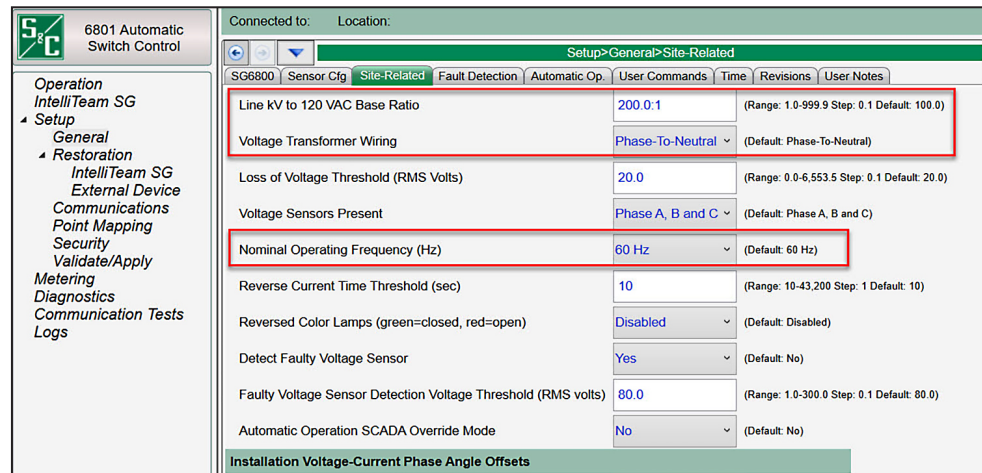 S&C
6801 Automatic
Switch Control
Connected to: Location:
Setup>General>Site-Related
SG6800 Sensor Cfg Site-Related Fault Detection Automatic Op. User Commands Time Revisions User Notes
Operation
IntelliTeam SG
Setup
General
Restoration
IntelliTeam SG
External Device
Communications
Point Mapping
Security
Validate/Apply
Metering
Diagnostics
Communication Tests
Logs
Line kV to 120 VAC Base Ratio 200.0:1 (Range: 1.0-999.9 Step: 0.1 Default: 100.0)
Voltage Transformer Wiring Phase-To-Neutral (Default: Phase-To-Neutral)
Loss of Voltage Threshold (RMS Volts) 20.0 (Range: 0.0-6,553.5 Step: 0.1 Default: 20.0)
Voltage Sensors Present Phase A, B and C (Default: Phase A, B and C)
Nominal Operating Frequency (Hz) 60 Hz (Default: 60 Hz)
Reverse Current Time Threshold (sec) 10 (Range: 10-43,200 Step: 1 Default: 10)
Reversed Color Lamps (green=closed, red=open) Disabled (Default: Disabled)
Detect Faulty Voltage Sensor Yes (Default: No)
Faulty Voltage Sensor Detection Voltage Threshold (RMS volts) 80.0 (Range: 1.0-300.0 Step: 0.1 Default: 80.0)
Automatic Operation SCADA Override Mode No (Default: No)
Installation Voltage-Current Phase Angle Offsets